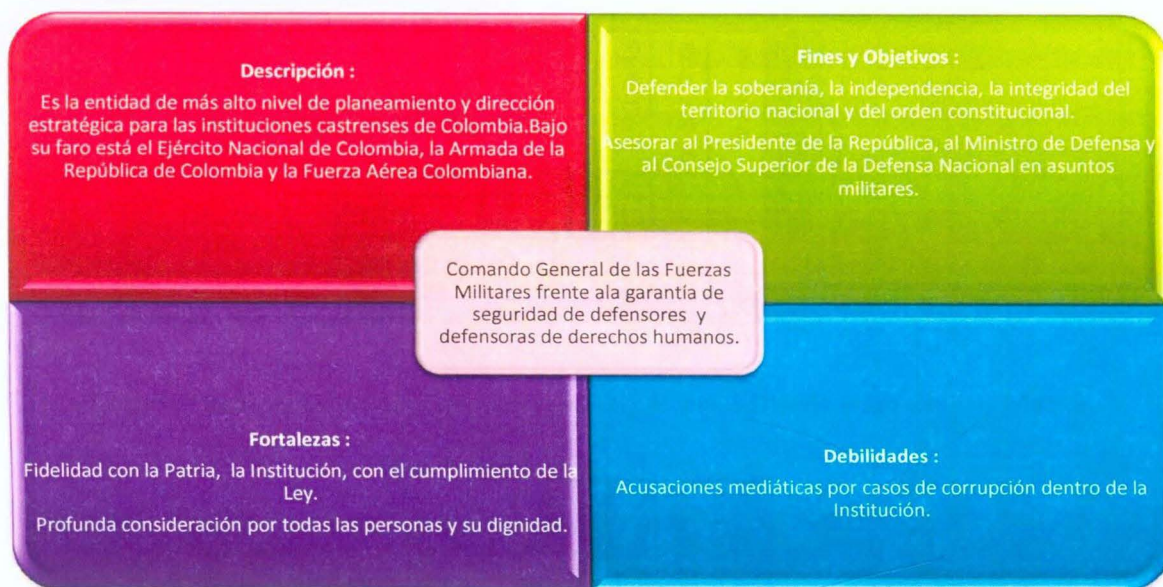 Descripción :
Es la entidad de más alto nivel de planeamiento y dirección
estratégica para las instituciones castrenses de Colombia.Bajo
su faro está el Ejército Nacional de Colombia, la Armada de la
República de Colombia y la Fuerza Aérea Colombiana.
Fines y Objetivos :
Defender la soberanía, la independencia, la integridad del
territorio nacional y del orden constitucional.
Asesorar al Presidente de la República, al Ministro de Defensa y
al Consejo Superior de la Defensa Nacional en asuntos
militares.
Comando General de las Fuerzas
Militares frente ala garantía de
seguridad de defensores y
defensoras de derechos humanos.
Fortalezas :
Fidelidad con la Patria, la Institución, con el cumplimiento de la
Ley.
Profunda consideración por todas las personas y su dignidad.
Debilidades :
Acusaciones mediáticas por casos de corrupción dentro de la
Institución.